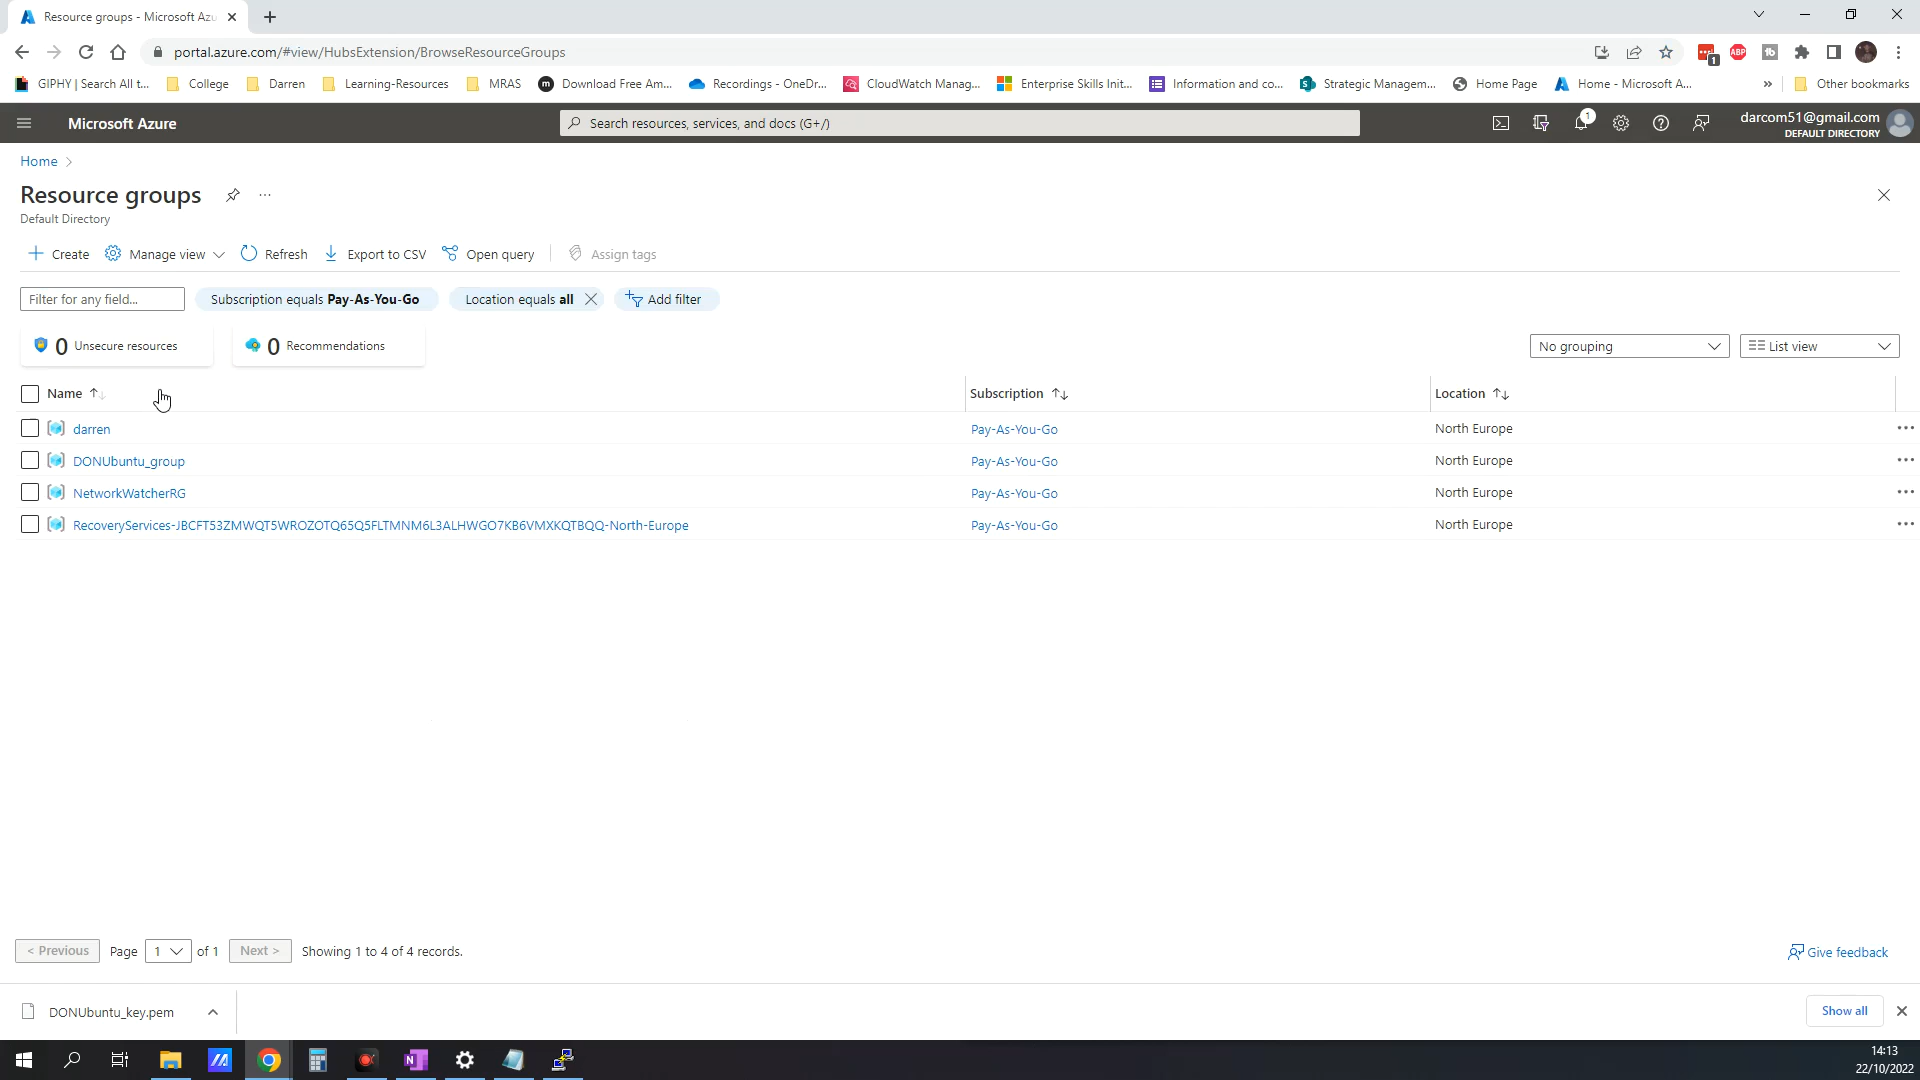 Resource groups - Microsoft Azu
portal.azure.com/#view/HubsExtension/BrowseResourceGroups
1
ABP
GIPHY | Search All t...
College
Darren
Learning-Resources
MRAS
Download Free Am...
Recordings - OneDr...
CloudWatch Manag...
Enterprise Skills Init...
Information and co...
Strategic Managem...
Home Page
Home - Microsoft A...
»
Other bookmarks
Microsoft Azure
Search resources, services, and docs (G+/)
1
darcom51@gmail.com
DEFAULT DIRECTORY
Home >
Resource groups
Default Directory
Create
Manage view
Refresh
Export to CSV
Open query
Assign tags
Filter for any field...
Subscription equals Pay-As-You-Go
Location equals all
Add filter
0 Unsecure resources
0 Recommendations
No grouping
List view
Name
Subscription
Location
darren
Pay-As-You-Go
North Europe
DONUbuntu_group
Pay-As-You-Go
North Europe
NetworkWatcherRG
Pay-As-You-Go
North Europe
RecoveryServices-JBCFT53ZMWQT5WROZOTQ65Q5FLTMNM6L3ALHWGO7KB6VMXKQTBQQ-North-Europe
Pay-As-You-Go
North Europe
< Previous
Page
1
of 1
Next >
Showing 1 to 4 of 4 records.
Give feedback
DONUbuntu_key.pem
Show all
14:13
22/10/2022